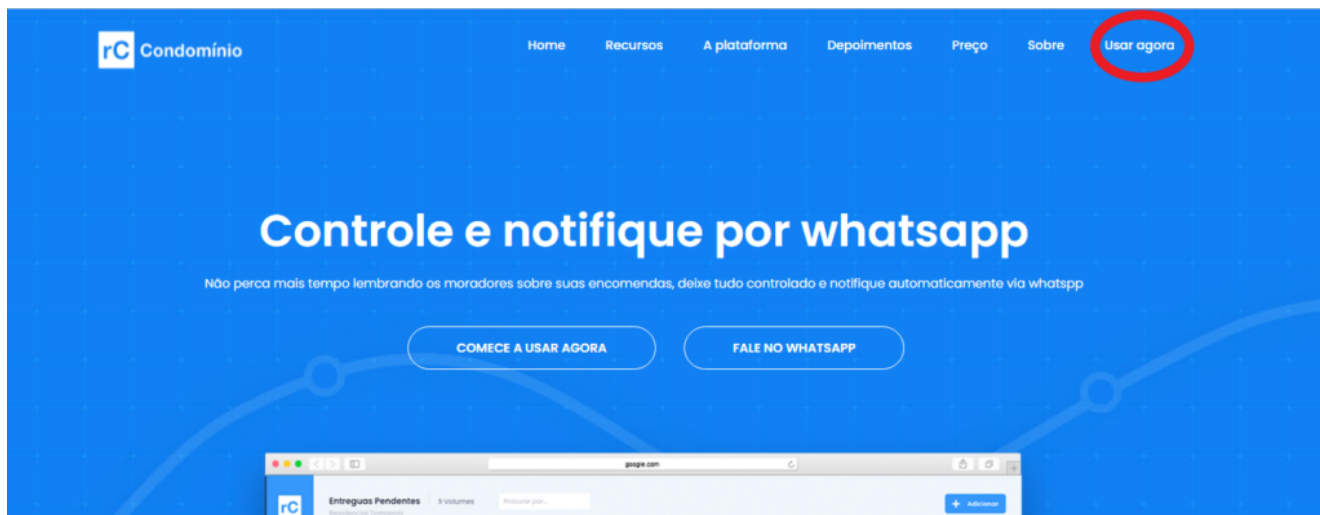 rC Condomínio
Home Recursos A plataforma Depoimentos Preço Sobre Usar agora
Controle e notifique por whatsapp
Não perca mais tempo lembrando os moradores sobre suas encomendas, deixe tudo controlado e notifique automaticamente via whatspp
COMECE A USAR AGORA FALE NO WHATSAPP
google.com
rC Entreguas Pendentes 9 Volumes Procurar por... + Adicionar